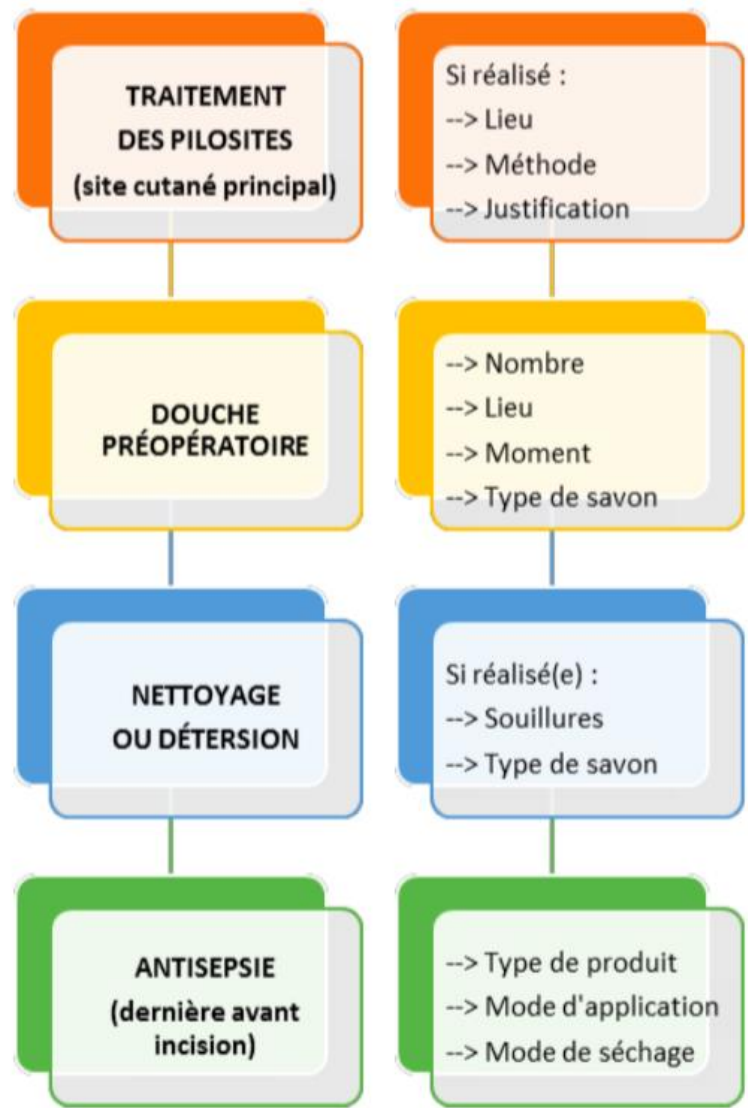 TRAITEMENT
DES PILOSITES
(site cutané principal)
Si réalisé :
--> Lieu
--> Méthode
--> Justification
DOUCHE
PRÉOPÉRATOIRE
--> Nombre
--> Lieu
--> Moment
--> Type de savon
NETTOYAGE
OU DÉTERSION
Si réalisé(e) :
--> Souillures
--> Type de savon
ANTISEPSIE
(dernière avant
incision)
--> Type de produit
--> Mode d'application
--> Mode de séchage